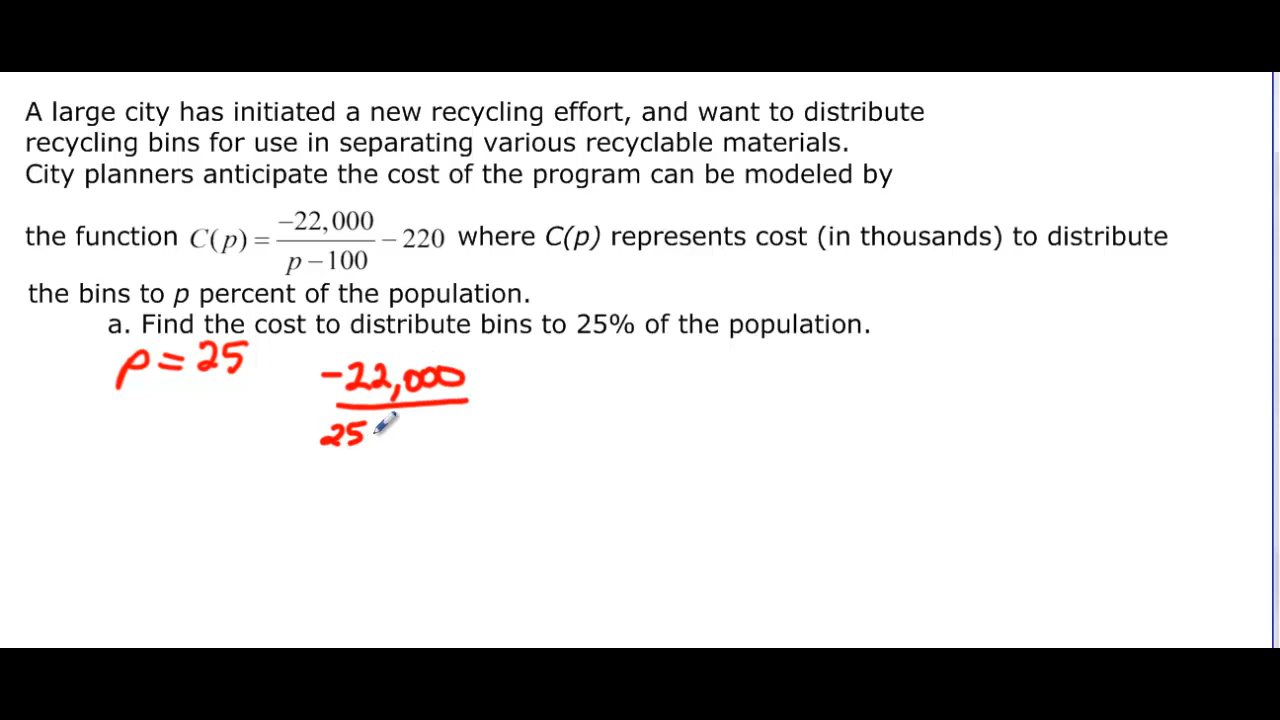 A large city has initiated a new recycling effort, and want to distribute
recycling bins for use in separating various recyclable materials.
City planners anticipate the cost of the program can be modeled by
the function C(p) = \frac{-22,000}{p-100} - 220 where C(p) represents cost (in thousands) to distribute
the bins to p percent of the population.
a. Find the cost to distribute bins to 25% of the population.
p = 25
-22,000
25